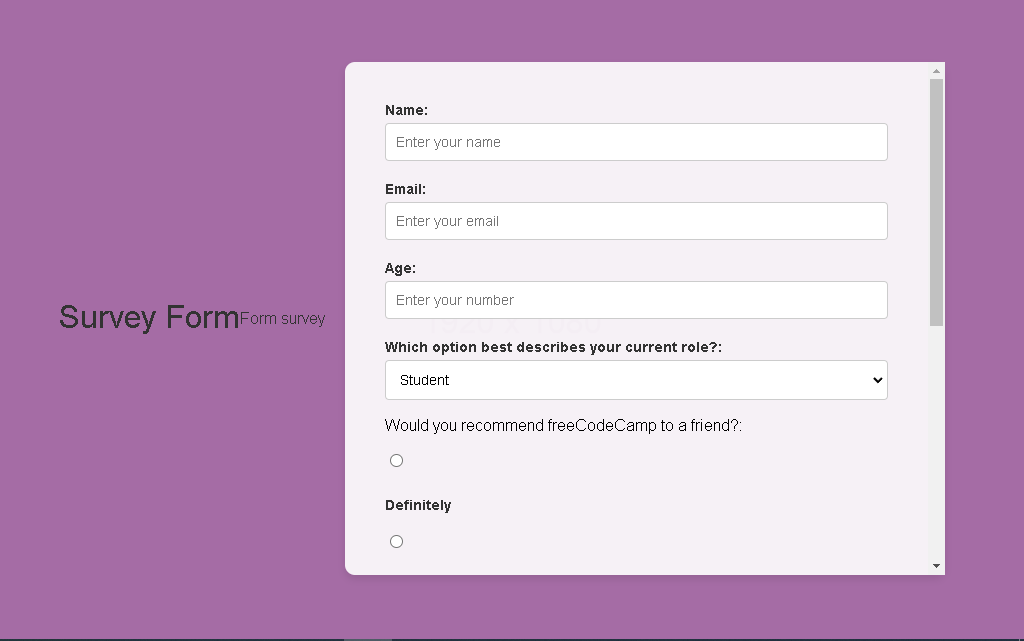 Survey Form Form survey
Name:
Enter your name
Email:
Enter your email
Age:
Enter your number
1920 x 1080
Which option best describes your current role?:
Student
Would you recommend freeCodeCamp to a friend?:
Definitely